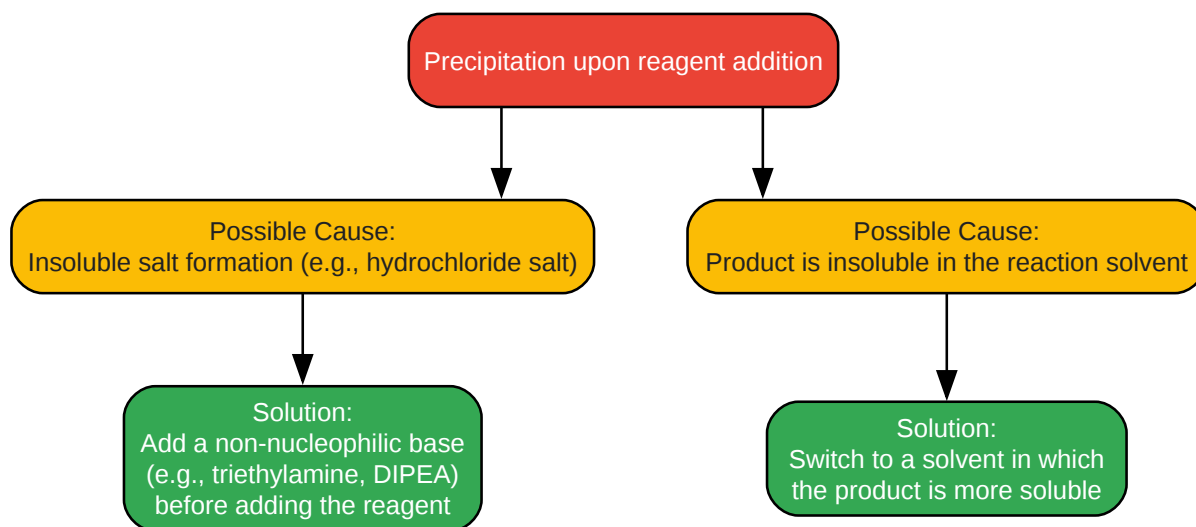 Precipitation upon reagent addition
Possible Cause:
Insoluble salt formation (e.g., hydrochloride salt)
Possible Cause:
Product is insoluble in the reaction solvent
Solution:
Add a non-nucleophilic base
(e.g., triethylamine, DIPEA)
before adding the reagent
Solution:
Switch to a solvent in which
the product is more soluble